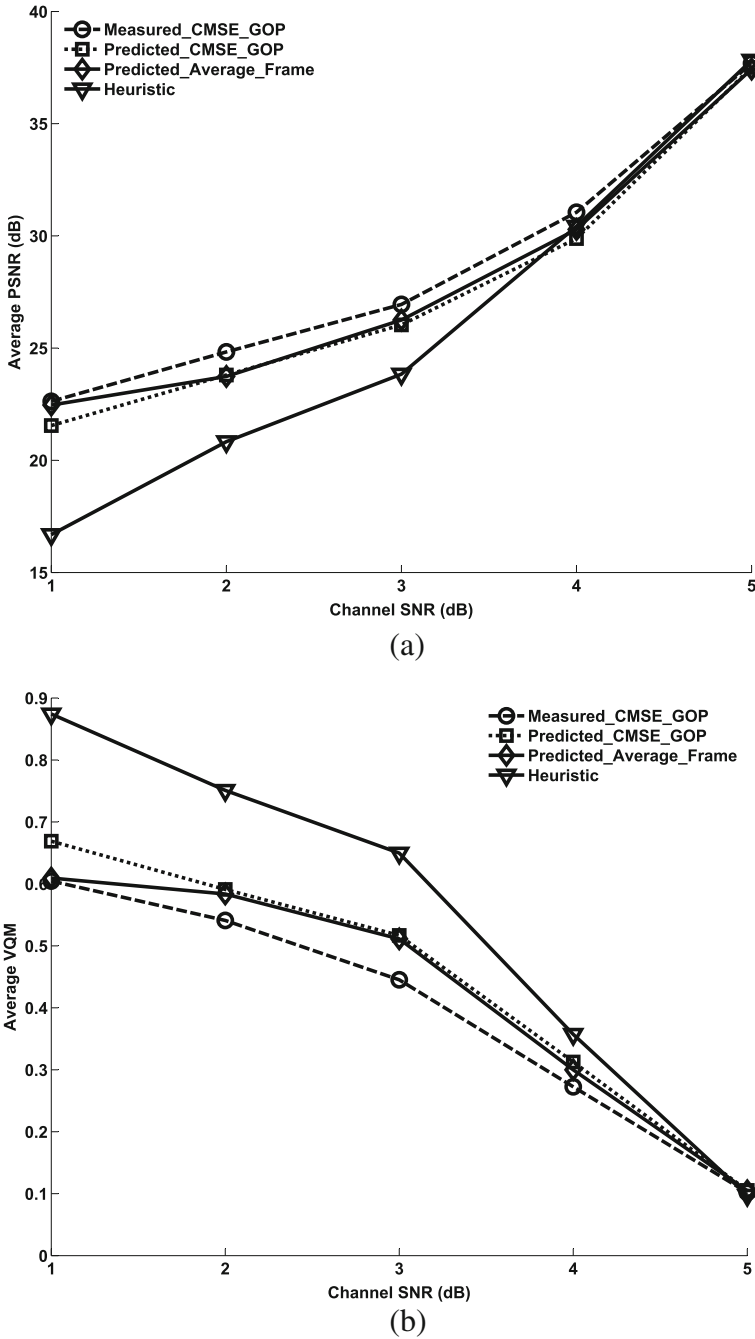 40
35
30
25
20
15
Average PSNR (dB)
Measured_CMSE_GOP
Predicted_CMSE_GOP
Predicted_Average_Frame
Heuristic
1 2 3 4 5
Channel SNR (dB)
(a)
0.9
0.8
0.7
0.6
0.5
0.4
0.3
0.2
0.1
0
Average VQM
Measured_CMSE_GOP
Predicted_CMSE_GOP
Predicted_Average_Frame
Heuristic
1 2 3 4 5
Channel SNR (dB)
(b)